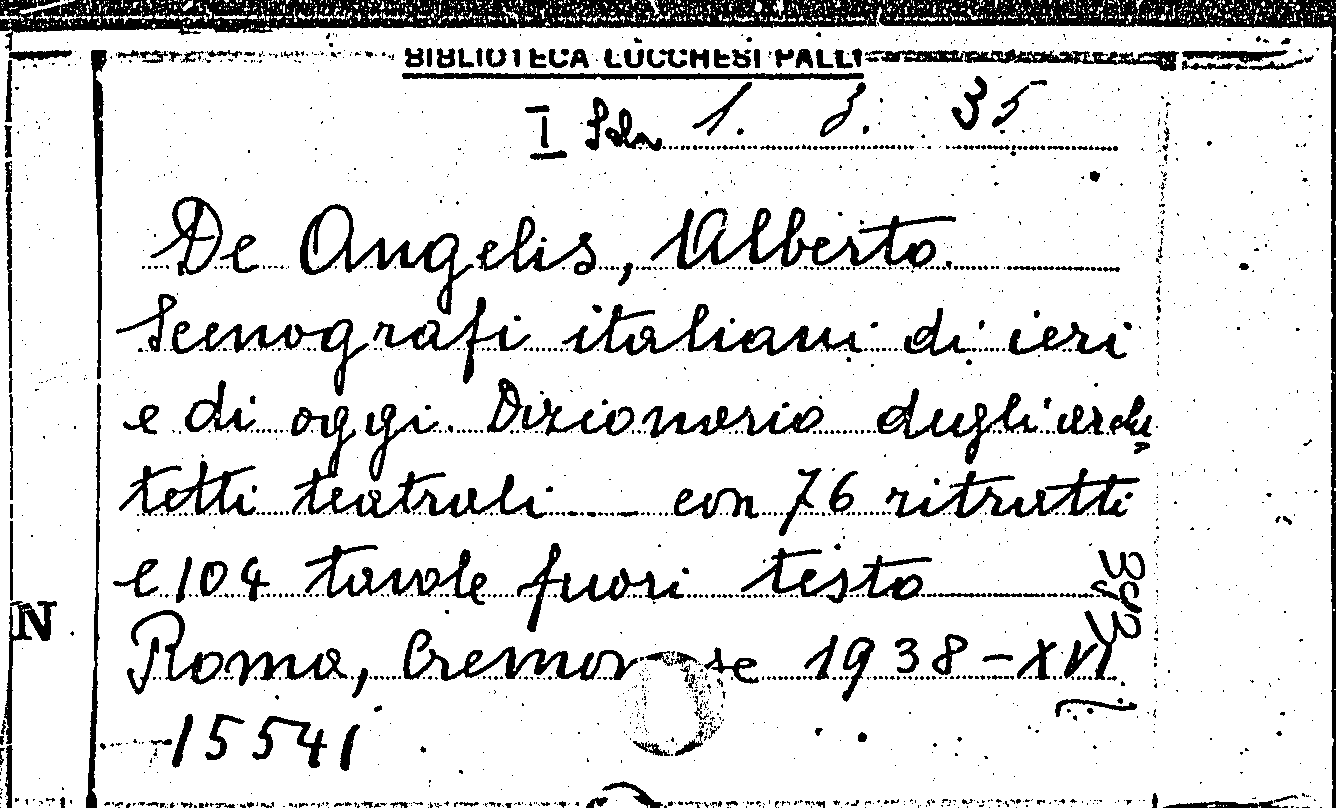 BIBLIOTECA LUCCHESI PALLI
I Sala 1. 3. 35
De Angelis, Alberto.
Scenografi italiani di ieri
e di oggi. Dizionario degli archi
tetti teatrali ... con 76 ritratti
e 104 tavole fuori testo
Roma, Cremonese 1938-XVI
15541
N